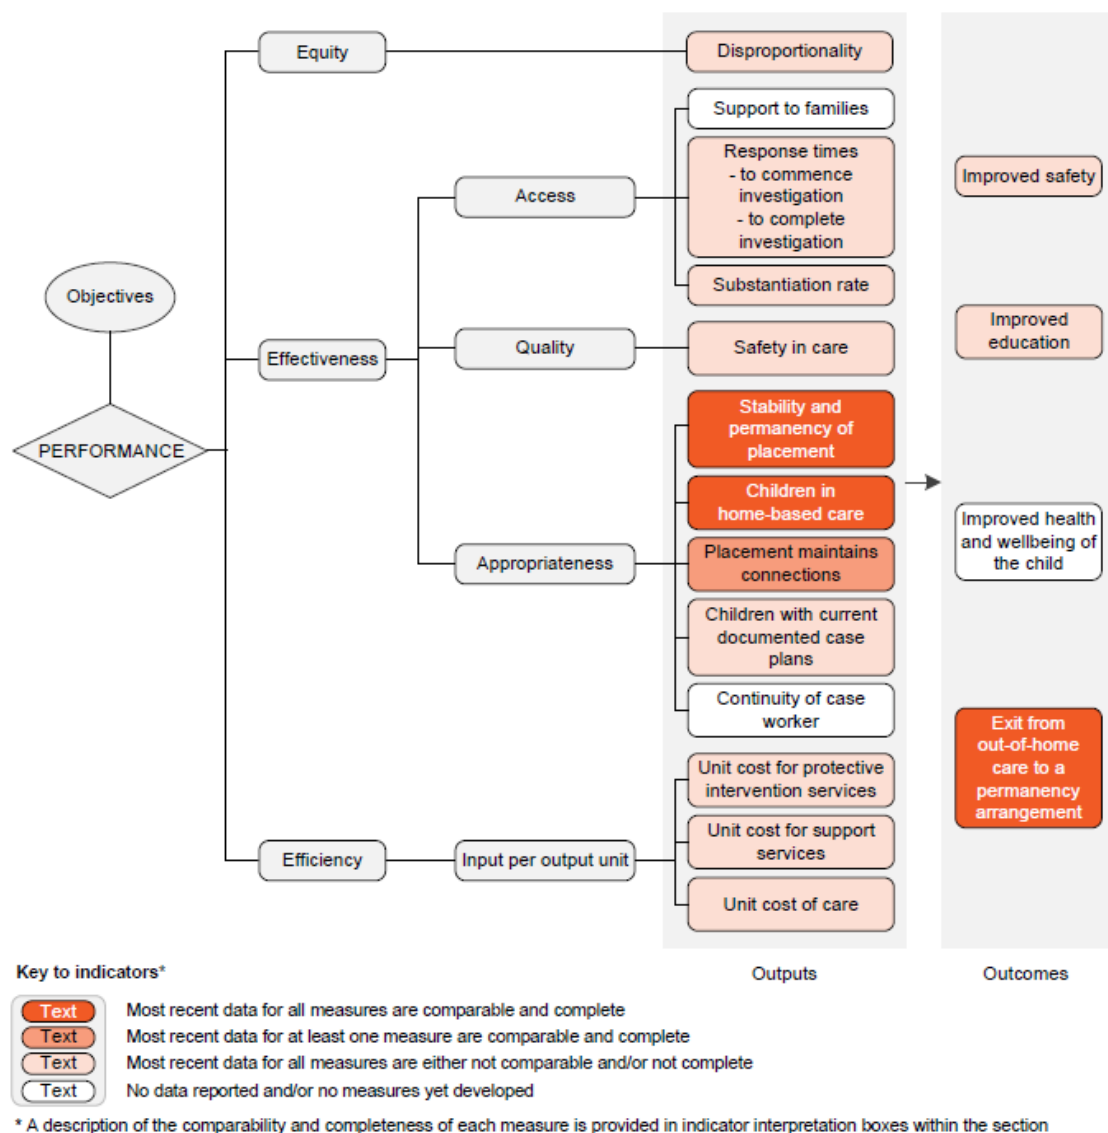 Equity
Disproportionality
Support to families
Response times
- to commence
investigation
- to complete
investigation
Access
Substantiation rate
Improved safety
Objectives
Effectiveness
Quality
Safety in care
Improved
education
PERFORMANCE
Stability and
permanency of
placement
Children in
home-based care
Appropriateness
Placement maintains
connections
Children with current
documented case
plans
Continuity of case
worker
Improved health
and wellbeing of
the child
Exit from
out-of-home
care to a
permanency
arrangement
Efficiency
Input per output unit
Unit cost for protective
intervention services
Unit cost for support
services
Unit cost of care
Outputs
Outcomes
Key to indicators*
Text Most recent data for all measures are comparable and complete
Text Most recent data for at least one measure are comparable and complete
Text Most recent data for all measures are either not comparable and/or not complete
Text No data reported and/or no measures yet developed
* A description of the comparability and completeness of each measure is provided in indicator interpretation boxes within the section